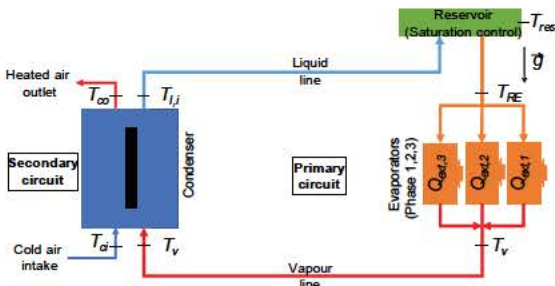 Reservoir
(Saturation control)
Tres
g
Heated air
outlet
Tco
Tl,i
Liquid
line
TRE
Secondary
circuit
Condenser
Primary
circuit
Evaporators
(Phase 1,2,3)
Qext,3
Qext,2
Qext,1
Cold air
intake
Tci
Tv
Tv
Vapour
line